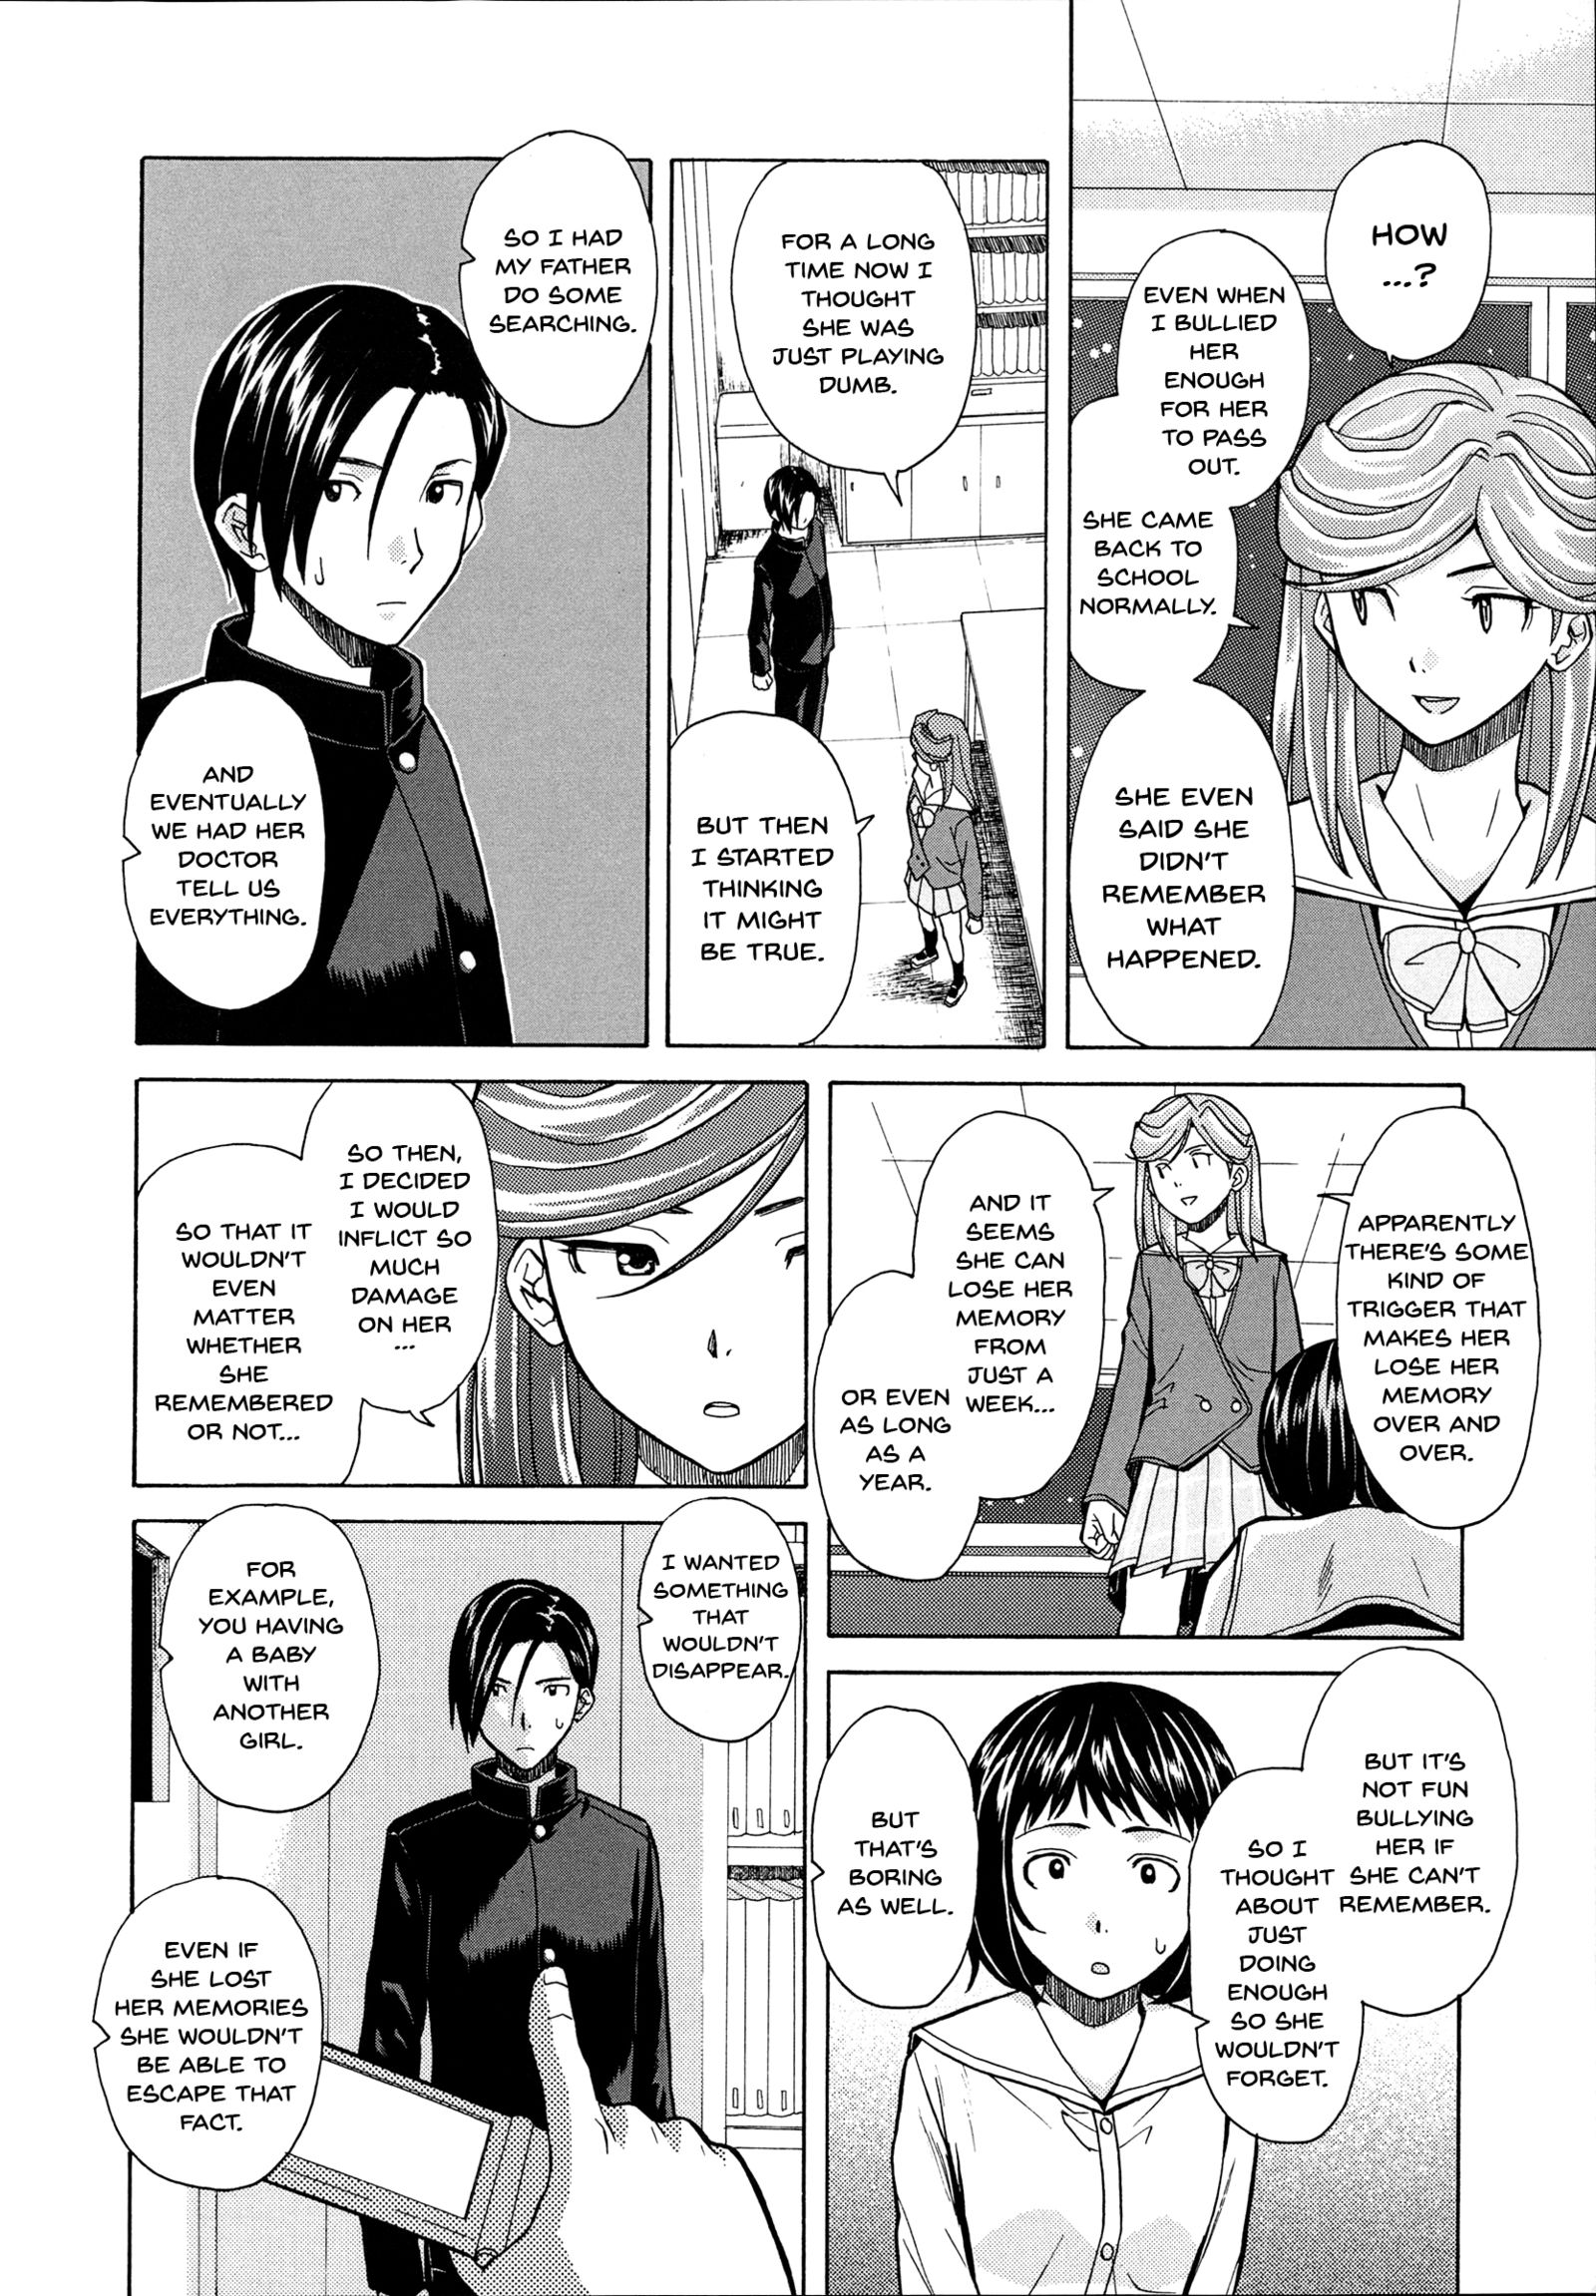 HOW
...?
EVEN WHEN
I BULLIED
HER
ENOUGH
FOR HER
TO PASS
OUT.
SHE CAME
BACK TO
SCHOOL
NORMALLY.
SHE EVEN
SAID SHE
DIDN'T
REMEMBER
WHAT
HAPPENED.
FOR A LONG
TIME NOW I
THOUGHT
SHE WAS
JUST PLAYING
DUMB.
BUT THEN
I STARTED
THINKING
IT MIGHT
BE TRUE.
SO I HAD
MY FATHER
DO SOME
SEARCHING.
AND
EVENTUALLY
WE HAD HER
DOCTOR
TELL US
EVERYTHING.
APPARENTLY
THERE'S SOME
KIND OF
TRIGGER THAT
MAKES HER
LOSE HER
MEMORY
OVER AND
OVER.
AND IT
SEEMS
SHE CAN
LOSE HER
MEMORY
FROM
JUST A
WEEK...
OR EVEN
AS LONG
AS A
YEAR.
SO THEN,
I DECIDED
I WOULD
INFLICT SO
MUCH
DAMAGE
ON HER
...
SO THAT IT
WOULDN'T
EVEN
MATTER
WHETHER
SHE
REMEMBERED
OR NOT...
BUT IT'S
NOT FUN
BULLYING
HER IF
SHE CAN'T
REMEMBER.
SO I
THOUGHT
ABOUT
JUST
DOING
ENOUGH
SO SHE
WOULDN'T
FORGET.
BUT
THAT'S
BORING
AS WELL.
I WANTED
SOMETHING
THAT
WOULDN'T
DISAPPEAR.
FOR
EXAMPLE,
YOU HAVING
A BABY
WITH
ANOTHER
GIRL.
EVEN IF
SHE LOST
HER MEMORIES
SHE WOULDN'T
BE ABLE TO
ESCAPE THAT
FACT.